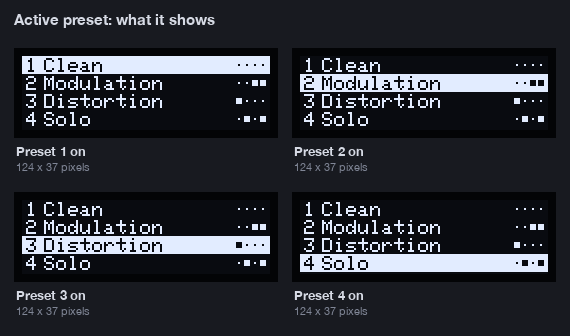 Active preset: what it shows
1 Clean
2 Modulation
3 Distortion
4 Solo
Preset 1 on
124 x 37 pixels
1 Clean
2 Modulation
3 Distortion
4 Solo
Preset 2 on
124 x 37 pixels
1 Clean
2 Modulation
3 Distortion
4 Solo
Preset 3 on
124 x 37 pixels
1 Clean
2 Modulation
3 Distortion
4 Solo
Preset 4 on
124 x 37 pixels